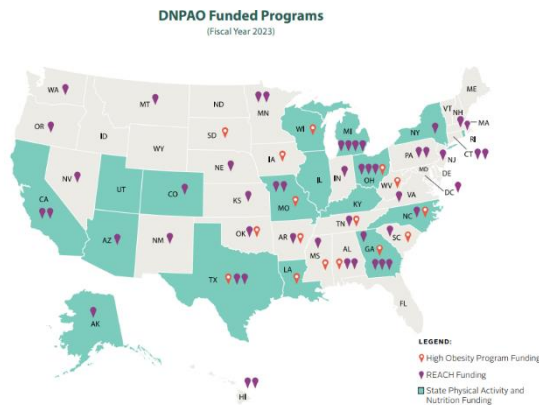 DNPAO Funded Programs
(Fiscal Year 2023)
WA
MT
ND
MN
ME
VT
NH
MA
OR
ID
SD
WI
MI
NY
RI
CT
WY
IA
PA
NJ
NE
NV
UT
CO
IL
IN
OH
MD
DE
WV
VA
DC
CA
KS
MO
KY
NC
AZ
NM
OK
AR
TN
SC
MS
AL
GA
TX
LA
FL
AK
HI
LEGEND:
High Obesity Program Funding
REACH Funding
State Physical Activity and
Nutrition Funding